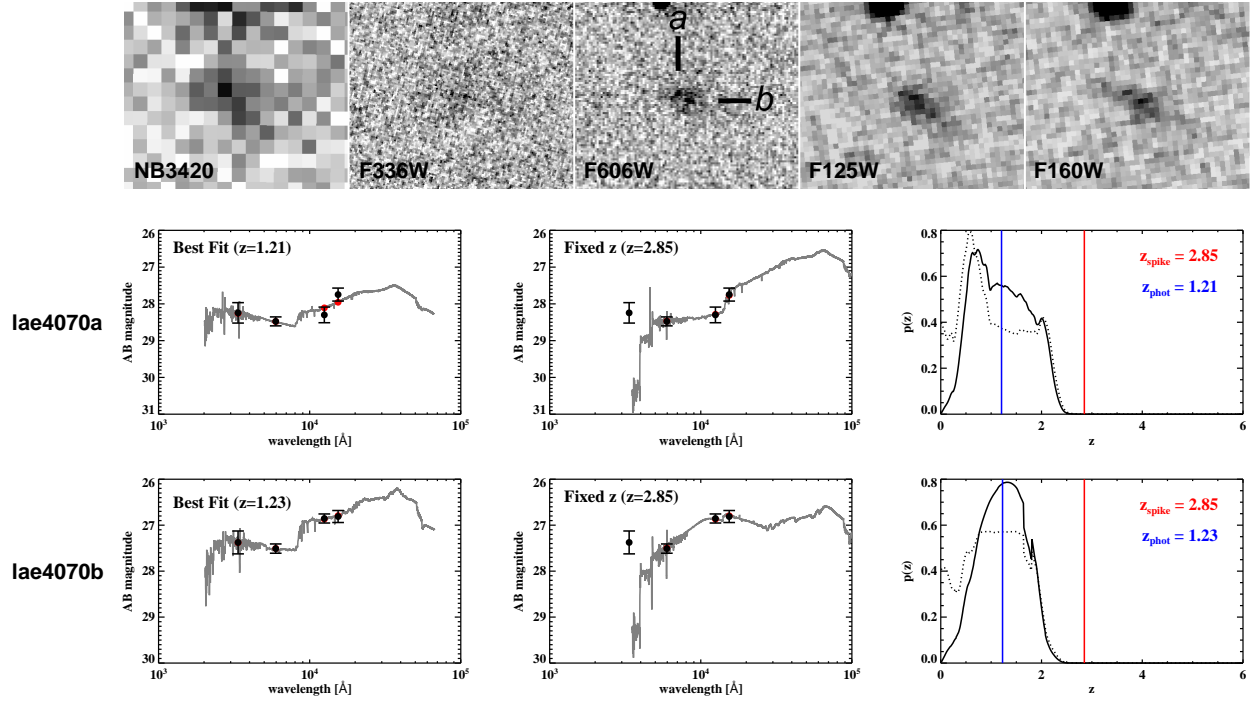 NB3420
F336W
F606W
a
b
F125W
F160W
lae4070a
Best Fit (z=1.21)
AB magnitude
26
27
28
29
30
31
10³
10⁴
10⁵
wavelength [Å]
Fixed z (z=2.85)
AB magnitude
26
27
28
29
30
31
10³
10⁴
10⁵
wavelength [Å]
z_spike = 2.85
z_phot = 1.21
p(z)
0.8
0.6
0.4
0.2
0.0
0
2
4
6
z
lae4070b
Best Fit (z=1.23)
AB magnitude
26
27
28
29
30
10³
10⁴
10⁵
wavelength [Å]
Fixed z (z=2.85)
AB magnitude
26
27
28
29
30
10³
10⁴
10⁵
wavelength [Å]
z_spike = 2.85
z_phot = 1.23
p(z)
0.8
0.6
0.4
0.2
0.0
0
2
4
6
z